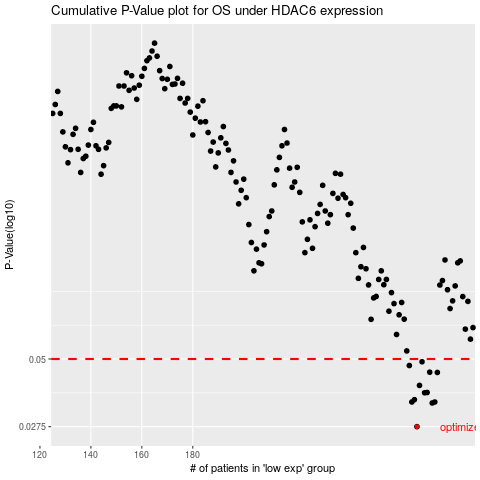 Cumulative P-Value plot for OS under HDAC6 expression
P-Value(log10)
0.05
0.0275
optimize
120 140 160 180
# of patients in 'low exp' group